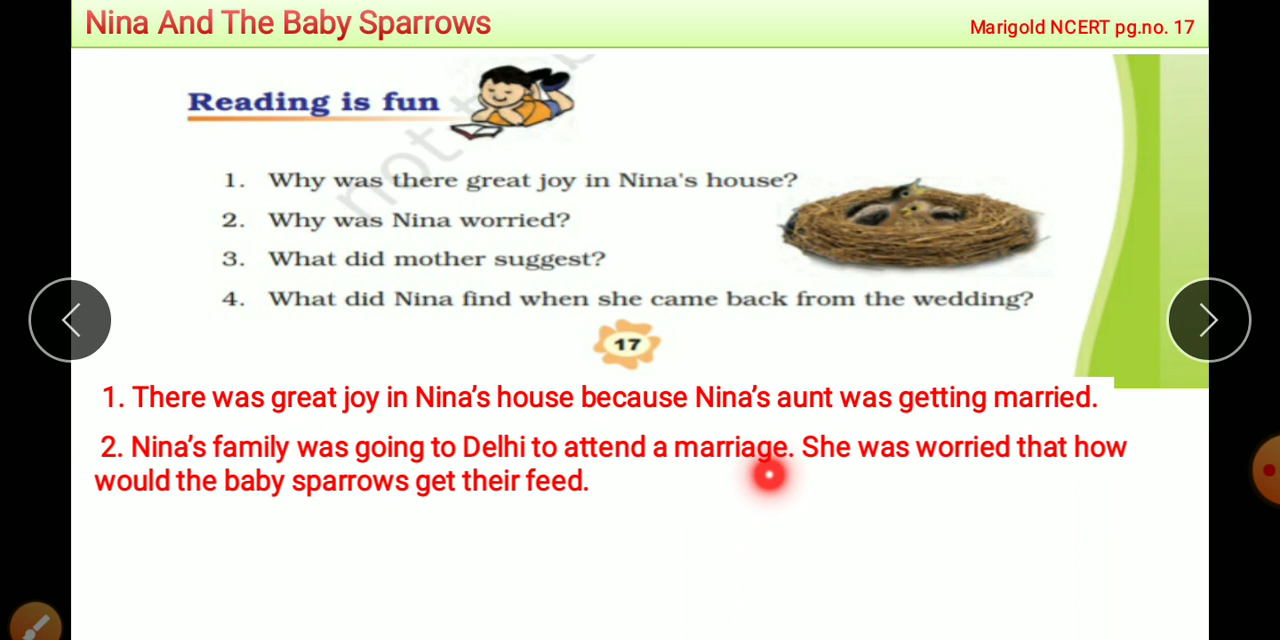 Nina And The Baby Sparrows
Marigold NCERT pg.no. 17
Reading is fun
not
1. Why was there great joy in Nina's house?
2. Why was Nina worried?
3. What did mother suggest?
4. What did Nina find when she came back from the wedding?
17
1. There was great joy in Nina’s house because Nina’s aunt was getting married.
2. Nina’s family was going to Delhi to attend a marriage. She was worried that how
would the baby sparrows get their feed.